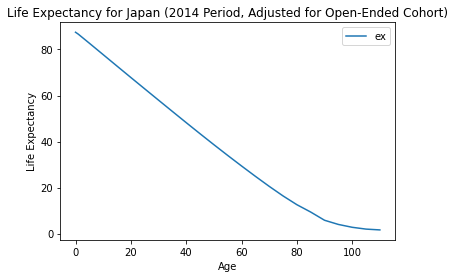 Life Expectancy for Japan (2014 Period, Adjusted for Open-Ended Cohort)
ex
80
60
40
20
0
Life Expectancy
0 20 40 60 80 100
Age